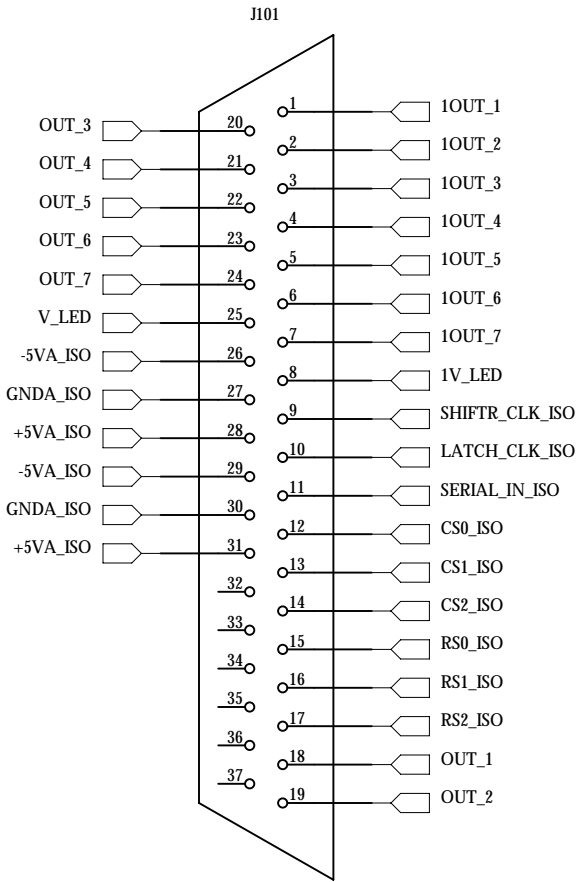 J101
1 1OUT_1
OUT_3 20
2 1OUT_2
OUT_4 21
3 1OUT_3
OUT_5 22
4 1OUT_4
OUT_6 23
5 1OUT_5
OUT_7 24
6 1OUT_6
V_LED 25
7 1OUT_7
-5VA_ISO 26
8 1V_LED
GNDA_ISO 27
9 SHIFTR_CLK_ISO
+5VA_ISO 28
10 LATCH_CLK_ISO
-5VA_ISO 29
11 SERIAL_IN_ISO
GNDA_ISO 30
12 CS0_ISO
+5VA_ISO 31
13 CS1_ISO
32
14 CS2_ISO
33
15 RS0_ISO
34
16 RS1_ISO
35
17 RS2_ISO
36
18 OUT_1
37
19 OUT_2